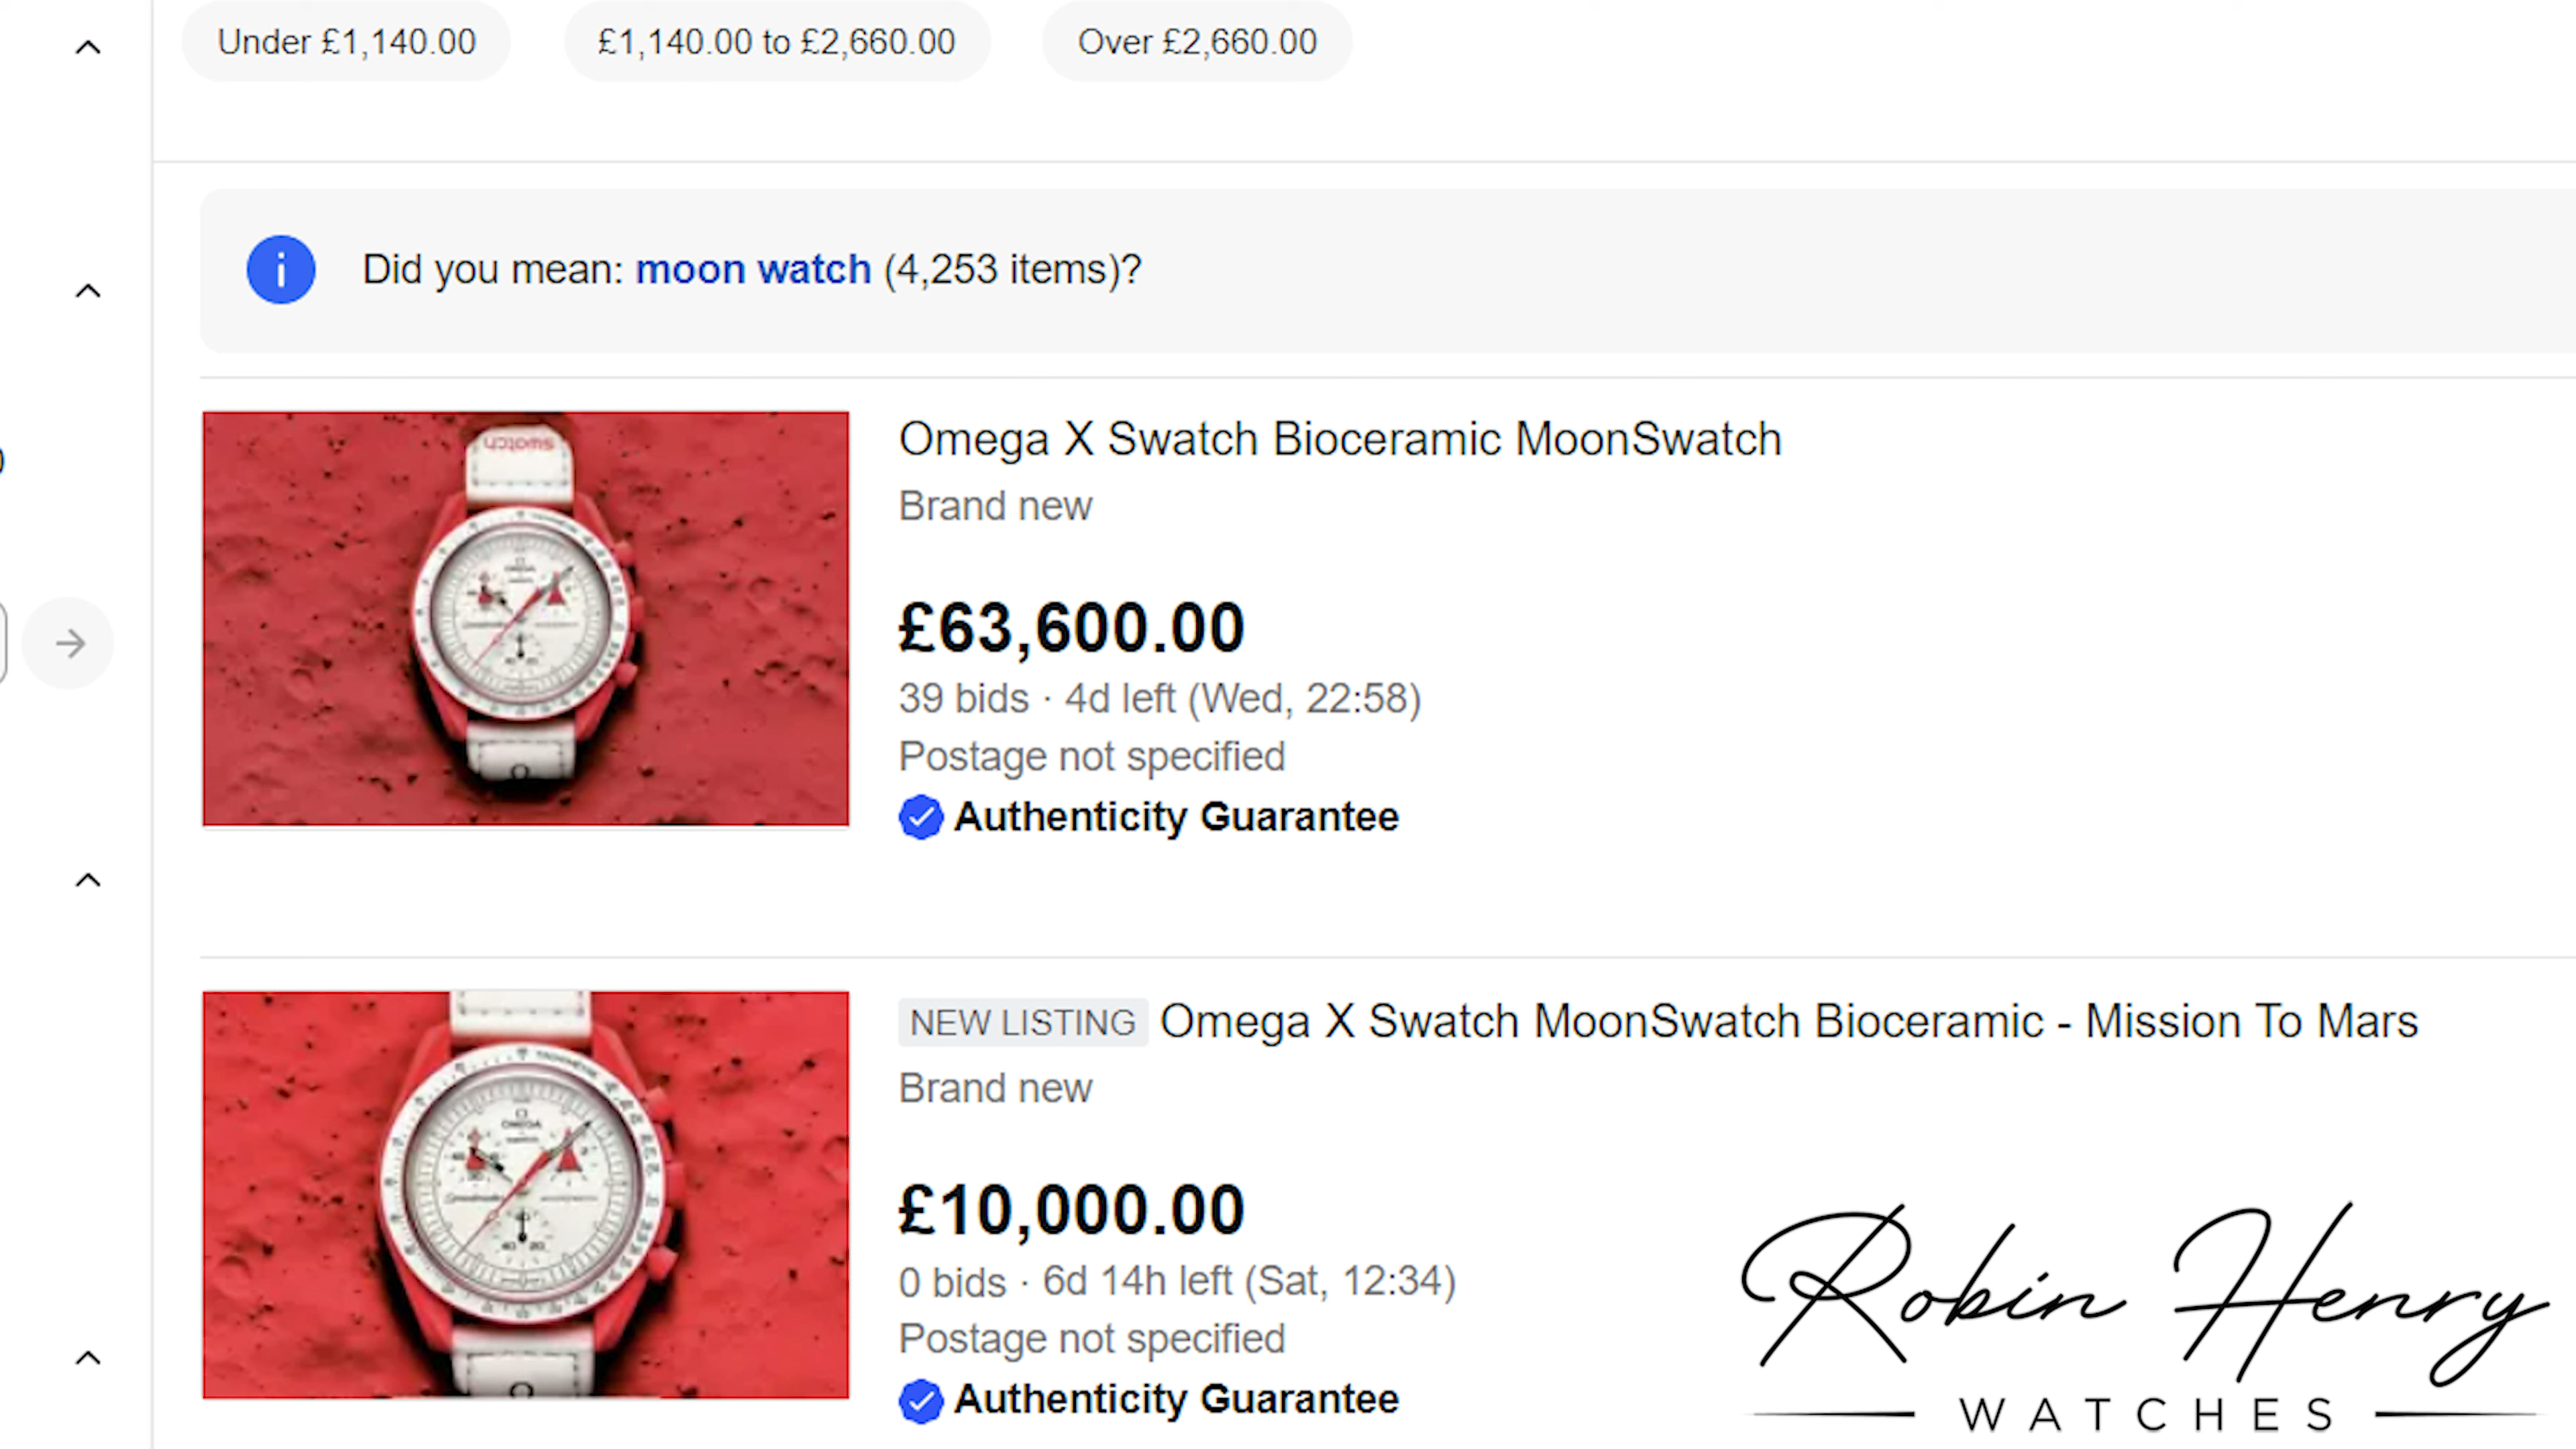 Under £1,140.00
£1,140.00 to £2,660.00
Over £2,660.00
Did you mean: moon watch (4,253 items)?
swatch
OMEGA
Omega X Swatch Bioceramic MoonSwatch
Brand new
£63,600.00
39 bids · 4d left (Wed, 22:58)
Postage not specified
Authenticity Guarantee
OMEGA
NEW LISTING Omega X Swatch MoonSwatch Bioceramic - Mission To Mars
Brand new
£10,000.00
0 bids · 6d 14h left (Sat, 12:34)
Postage not specified
Authenticity Guarantee
Robin Henry
WATCHES